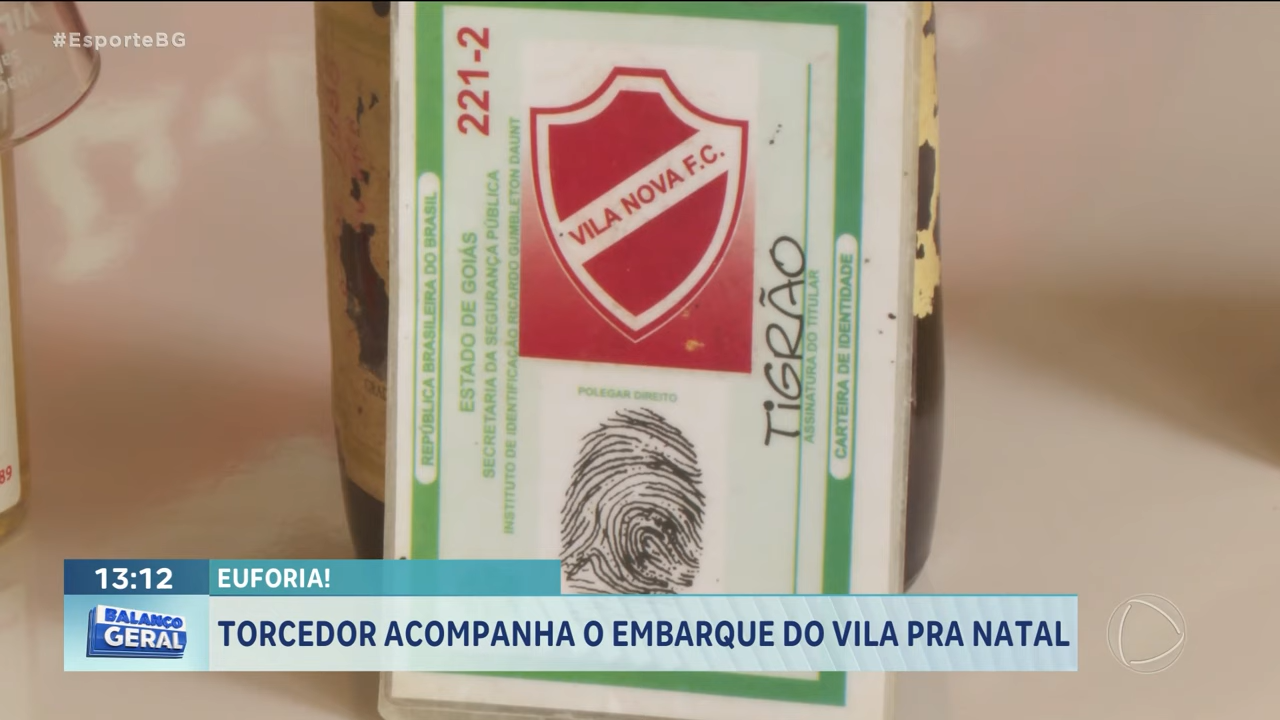 #EsporteBG
221-2
REPÚBLICA BRASILEIRA DO BRASIL
ESTADO DE GOIÁS
SECRETARIA DA SEGURANÇA PÚBLICA
INSTITUTO DE IDENTIFICAÇÃO RICARDO GUMBLETON DAUNT
VILA NOVA F.C.
POLEGAR DIREITO
TIGRÃO
ASSINATURA DO TITULAR
CARTEIRA DE IDENTIDADE
89
13:12
EUFORIA!
BALANÇO
GERAL
TORCEDOR ACOMPANHA O EMBARQUE DO VILA PRA NATAL